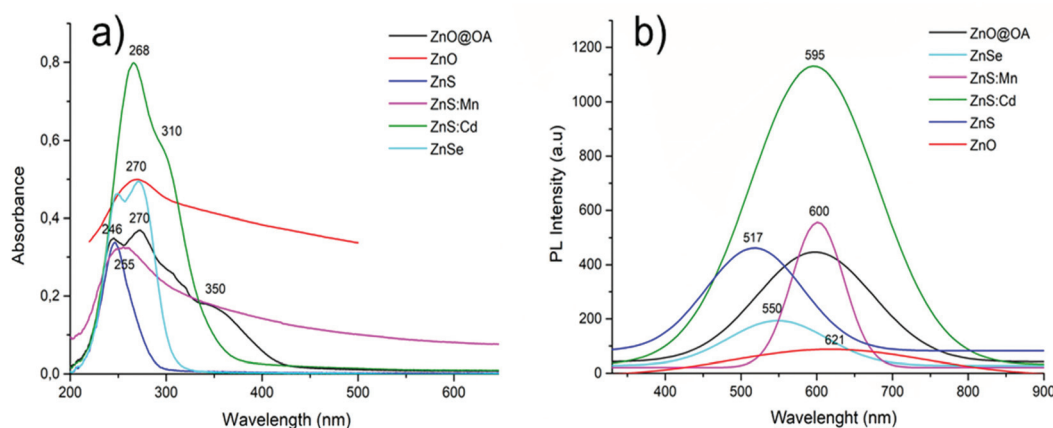 a)
268
310
270
246
270
255
350
ZnO@OA
ZnO
ZnS
ZnS:Mn
ZnS:Cd
ZnSe
Absorbance
0,8
0,6
0,4
0,2
0,0
200
300
400
500
600
Wavelength (nm)
b)
595
600
517
550
621
ZnO@OA
ZnSe
ZnS:Mn
ZnS:Cd
ZnS
ZnO
PL Intensity (a.u)
1200
1000
800
600
400
200
0
400
500
600
700
800
900
Wavelenght (nm)